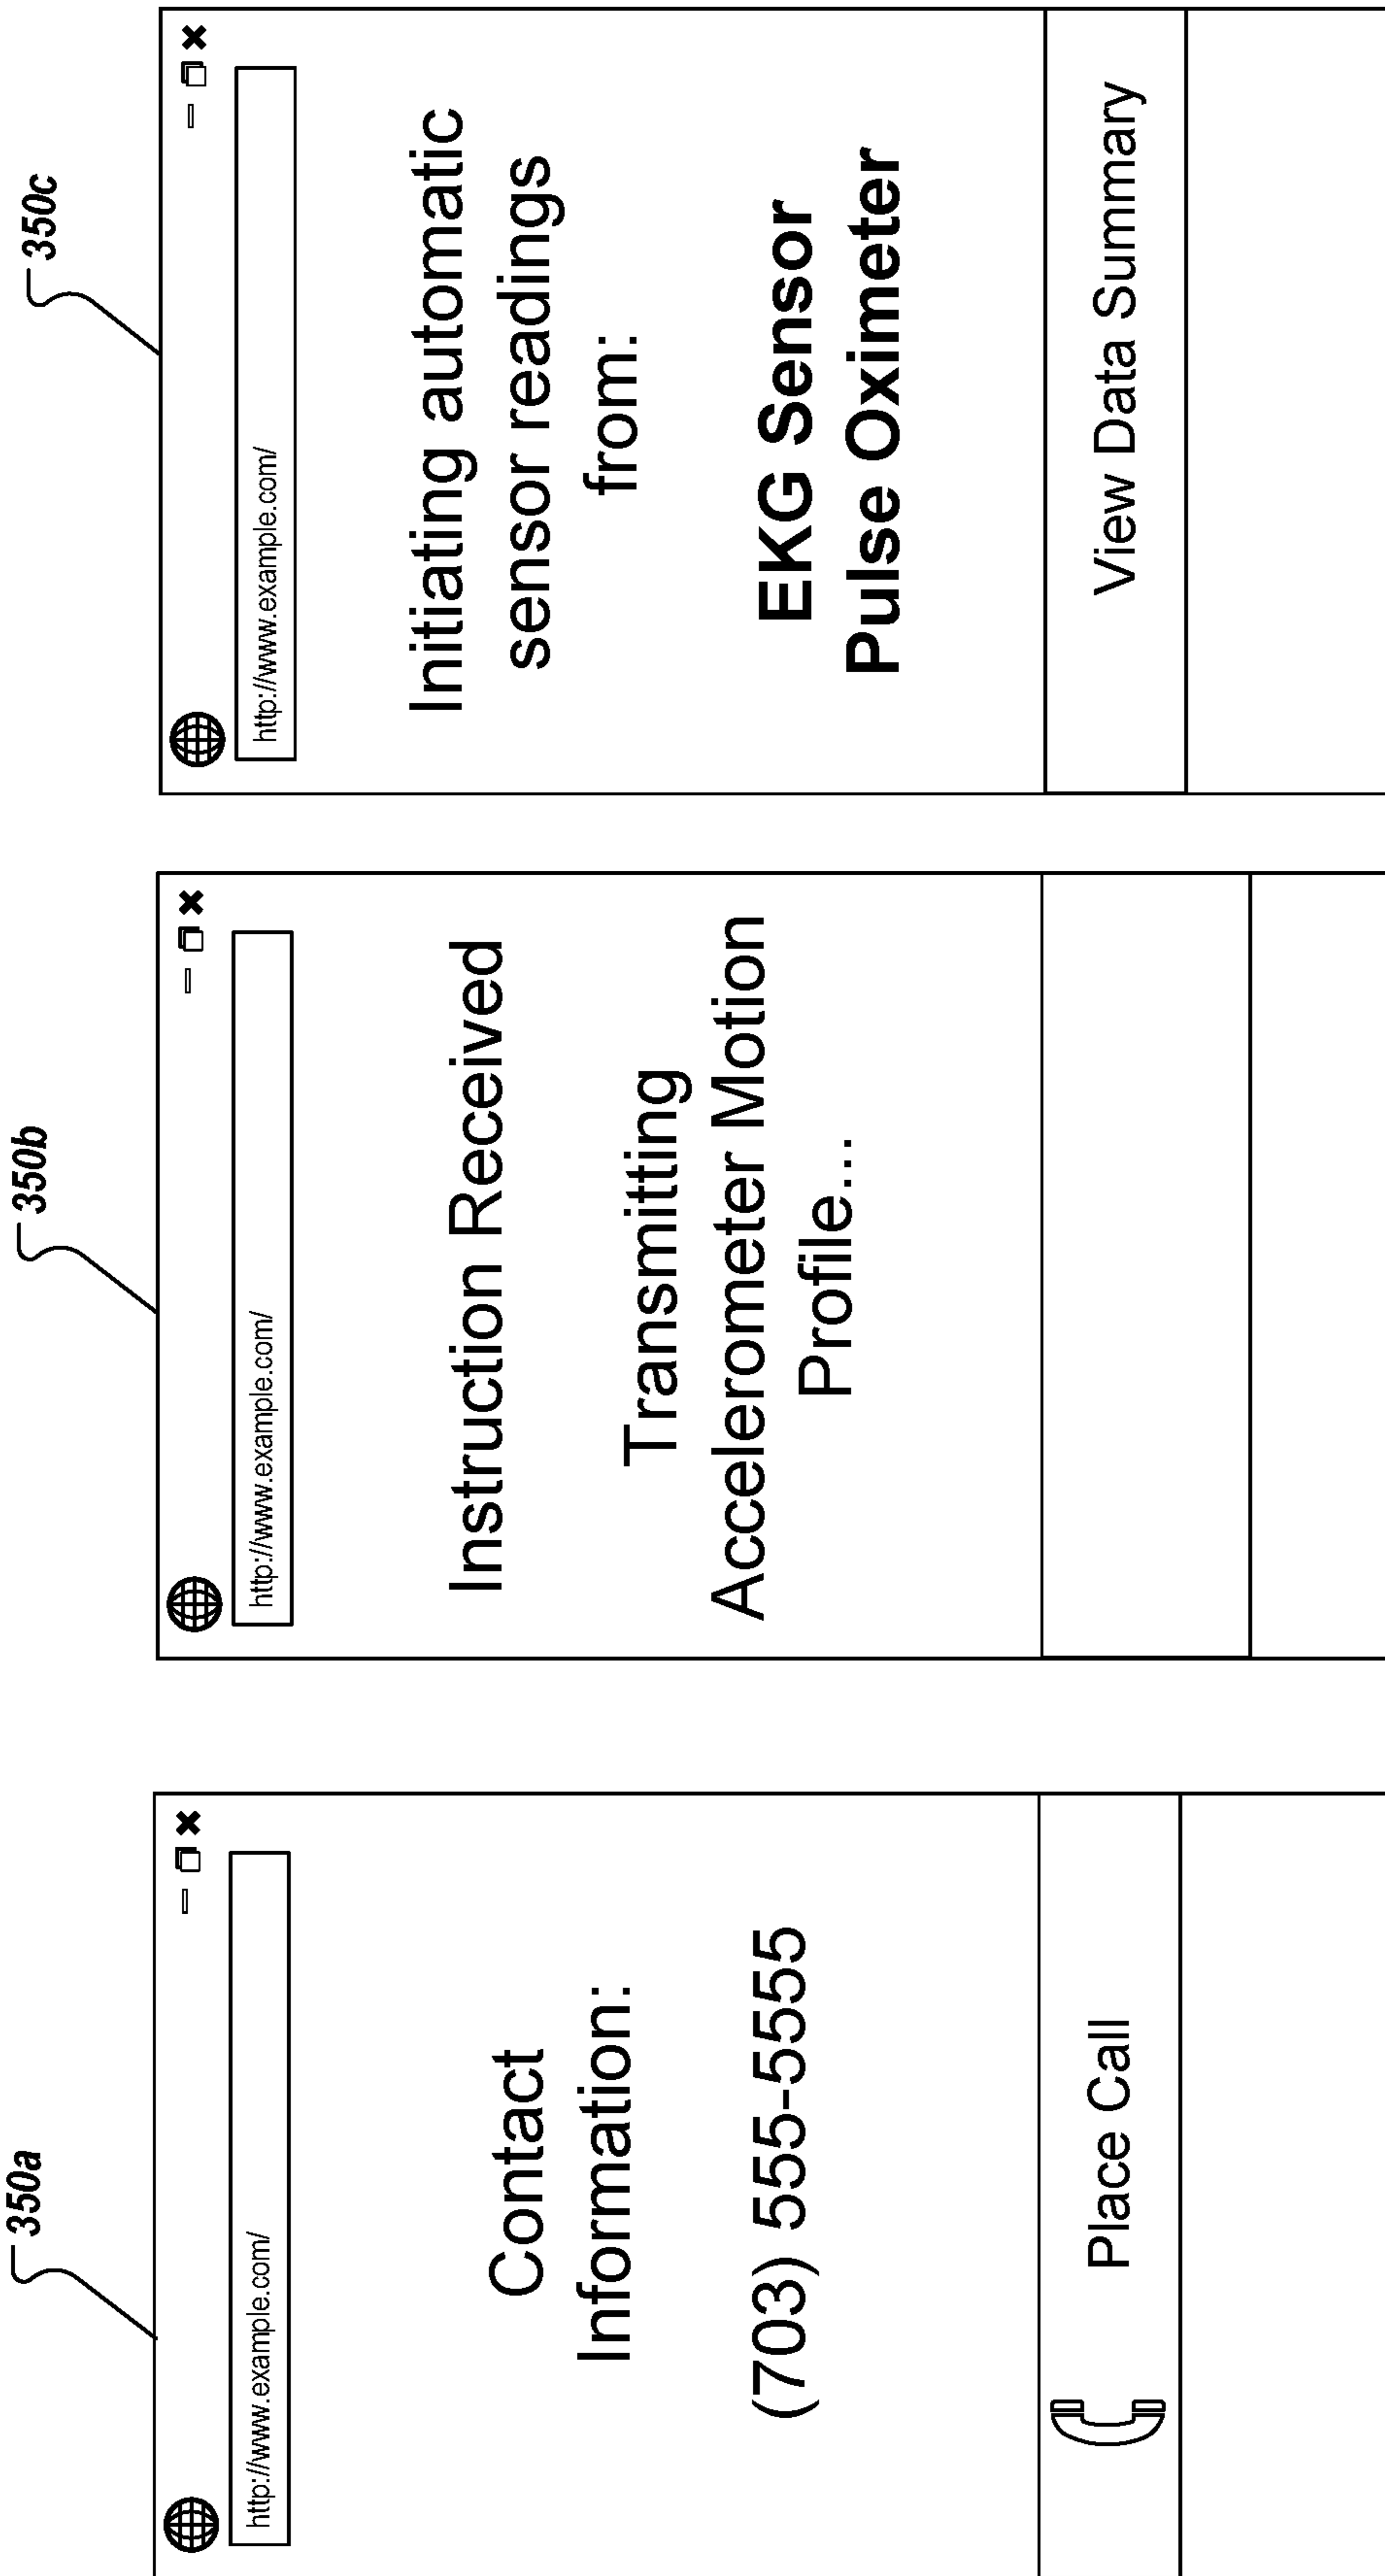 350a
http://www.example.com/
Contact
Information:
(703) 555-5555
Place Call
350b
http://www.example.com/
Instruction Received
Transmitting
Accelerometer Motion
Profile...
350c
http://www.example.com/
Initiating automatic
sensor readings
from:
EKG Sensor
Pulse Oximeter
View Data Summary